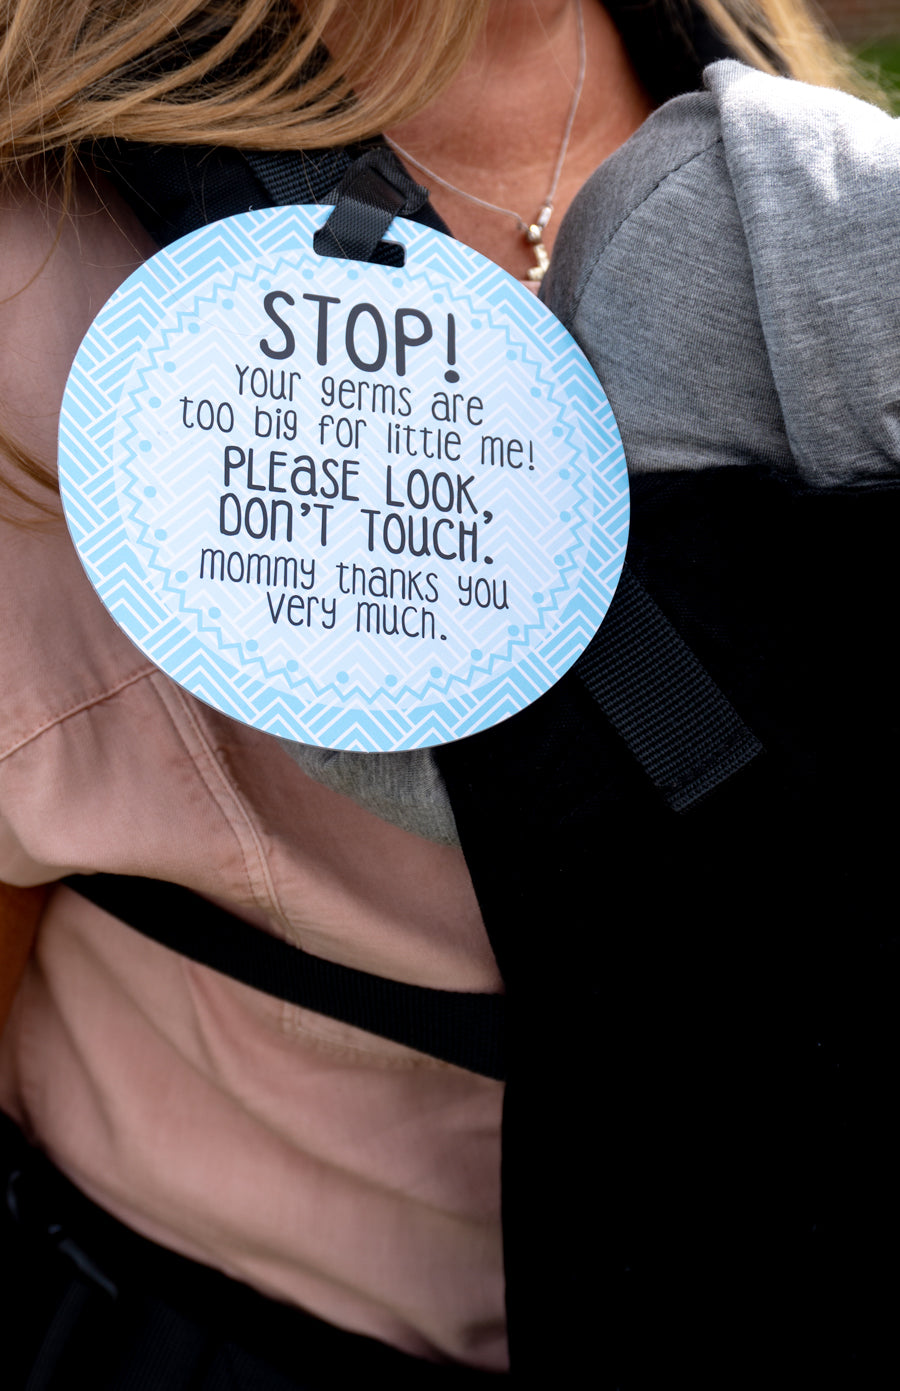 STOP!
Your germs are
too big for little me!
PLEaSE LOOK,
DON'T TOUCH.
mommy thanks you
very much.